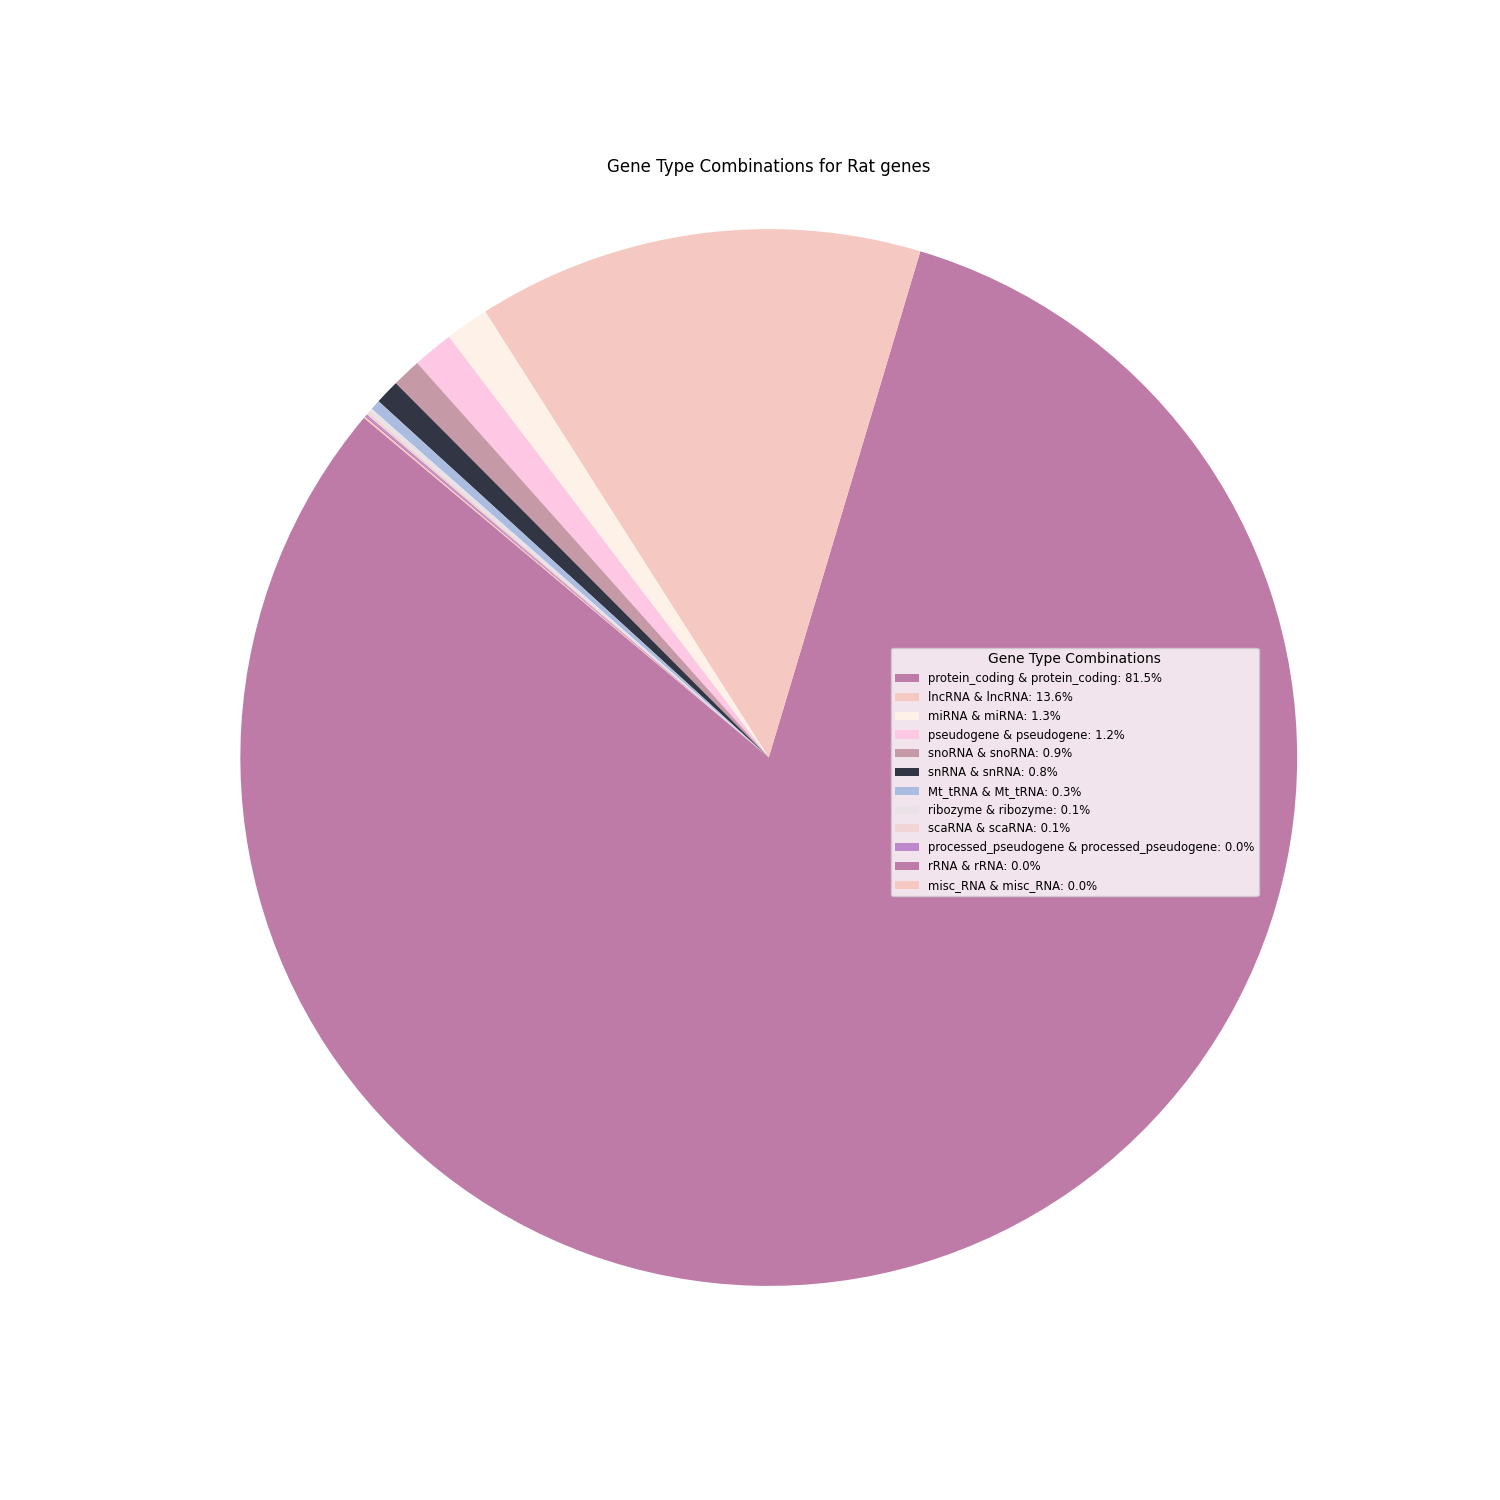 Gene Type Combinations for Rat genes
Gene Type Combinations
protein_coding & protein_coding: 81.5%
lncRNA & lncRNA: 13.6%
miRNA & miRNA: 1.3%
pseudogene & pseudogene: 1.2%
snoRNA & snoRNA: 0.9%
snRNA & snRNA: 0.8%
Mt_tRNA & Mt_tRNA: 0.3%
ribozyme & ribozyme: 0.1%
scaRNA & scaRNA: 0.1%
processed_pseudogene & processed_pseudogene: 0.0%
rRNA & rRNA: 0.0%
misc_RNA & misc_RNA: 0.0%